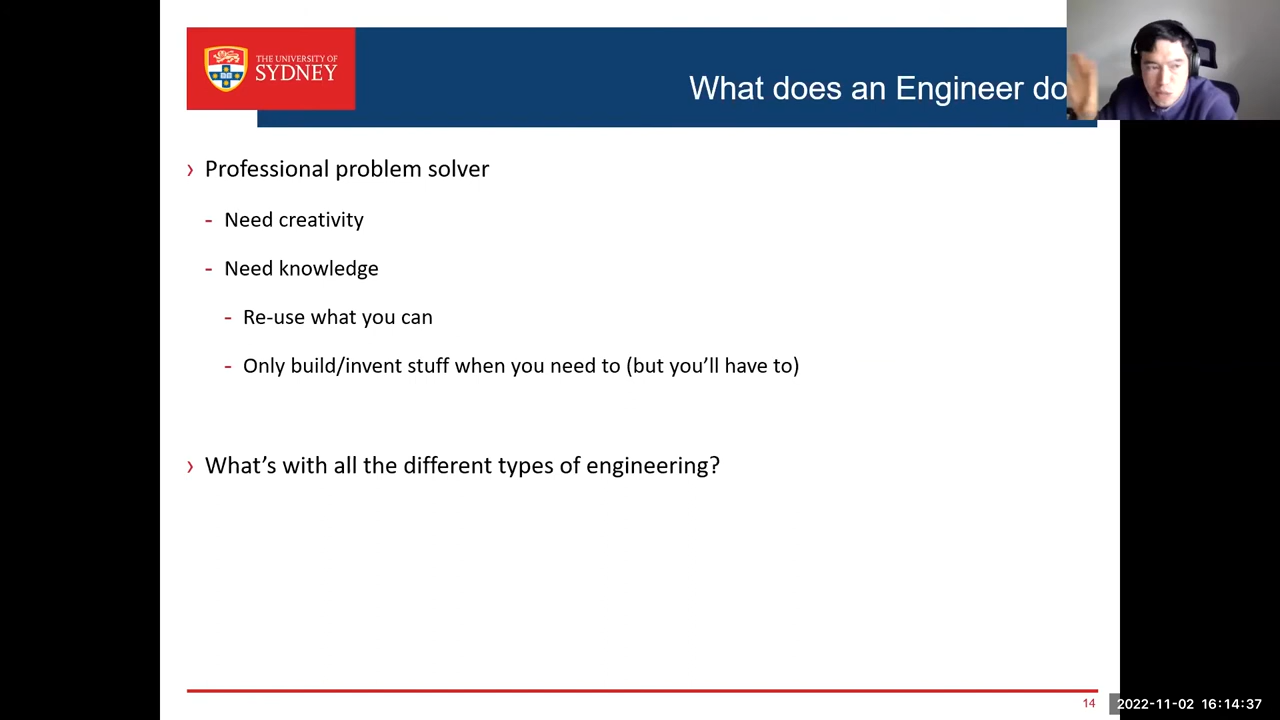 THE UNIVERSITY OF
SYDNEY
What does an Engineer do
› Professional problem solver
- Need creativity
- Need knowledge
- Re-use what you can
- Only build/invent stuff when you need to (but you’ll have to)
› What’s with all the different types of engineering?
14
2022-11-02 16:14:37